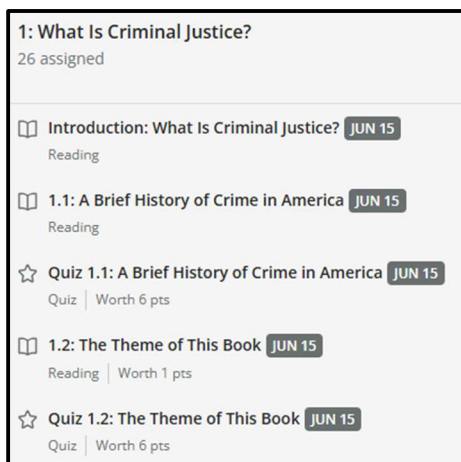 1: What Is Criminal Justice?
26 assigned
Introduction: What Is Criminal Justice? JUN 15
Reading
1.1: A Brief History of Crime in America JUN 15
Reading
Quiz 1.1: A Brief History of Crime in America JUN 15
Quiz | Worth 6 pts
1.2: The Theme of This Book JUN 15
Reading | Worth 1 pts
Quiz 1.2: The Theme of This Book JUN 15
Quiz | Worth 6 pts